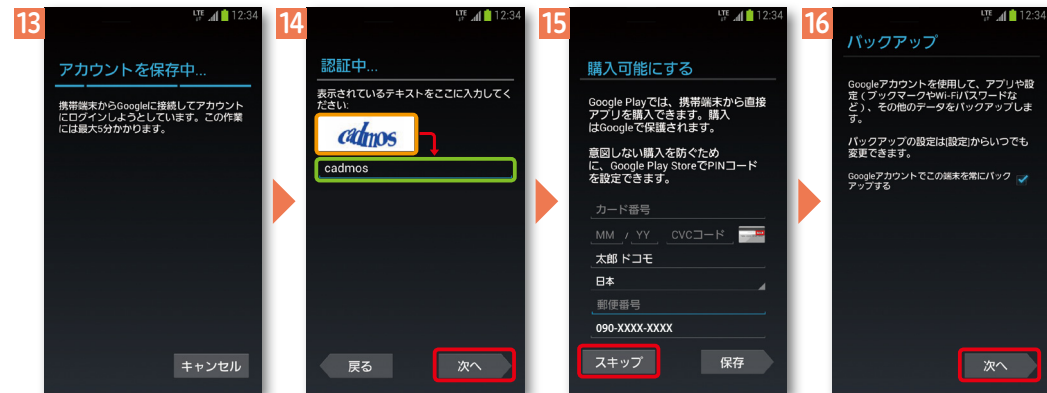 13
LTE 12:34
アカウントを保存中...
携帯端末からGoogleに接続してアカウント
にログインしようとしています。この作業
には最大5分かかります。
キャンセル
14
LTE 12:34
認証中...
表示されているテキストをここに入力してく
ださい:
cadmos
cadmos
戻る
次へ
15
LTE 12:34
購入可能にする
Google Playでは、携帯端末から直接
アプリを購入できます。購入
はGoogleで保護されます。
意図しない購入を防ぐため
に、Google Play StoreでPINコード
を設定できます。
カード番号
MM / YY CVCコード
太郎 ドコモ
日本
郵便番号
090-XXXX-XXXX
スキップ
保存
16
LTE 12:34
バックアップ
Googleアカウントを使用して、アプリや設
定（ブックマークやWi-Fiパスワードな
ど）、その他のデータをバックアップしま
す。
バックアップの設定は[設定]からいつでも
変更できます。
Googleアカウントでこの端末を常にバック
アップする
次へ